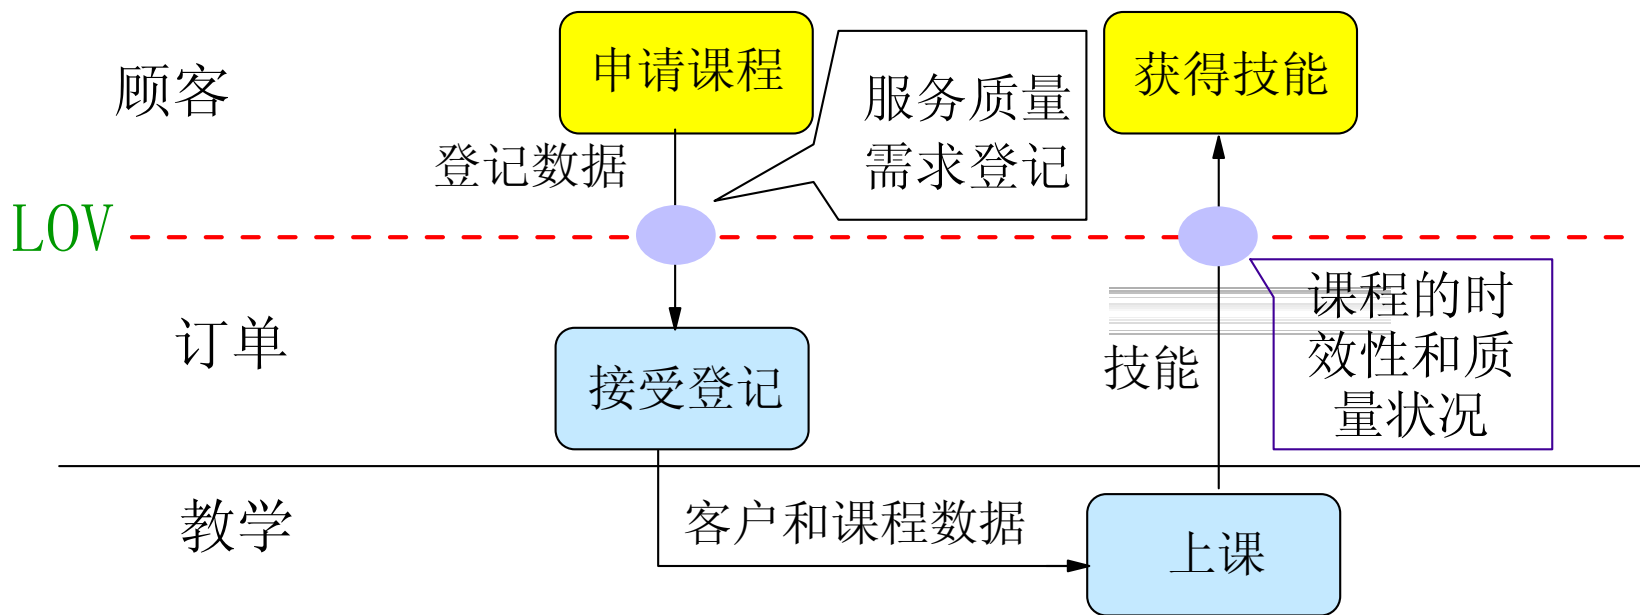 顾客
申请课程
服务质量
需求登记
获得技能
登记数据
LOV
订单
接受登记
技能
课程的时
效性和质
量状况
教学
客户和课程数据
上课